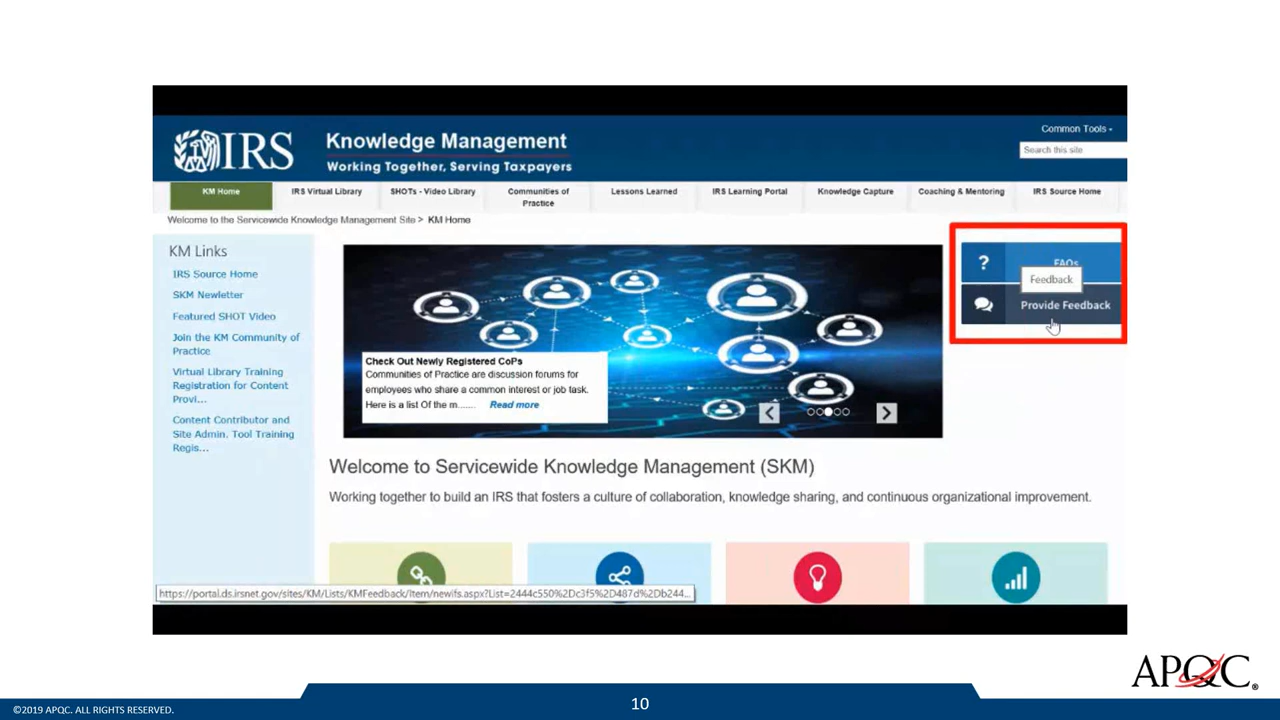 IRS
Knowledge Management
Working Together, Serving Taxpayers
Common Tools
Search this site
KM Home
IRS Virtual Library
SHOTs - Video Library
Communities of
Practice
Lessons Learned
IRS Learning Portal
Knowledge Capture
Coaching & Mentoring
IRS Source Home
Welcome to the Servicewide Knowledge Management Site > KM Home
KM Links
IRS Source Home
SKM Newletter
Featured SHOT Video
Join the KM Community of
Practice
Virtual Library Training
Registration for Content
Provi...
Content Contributor and
Site Admin. Tool Training
Regis...
Check Out Newly Registered CoPs
Communities of Practice are discussion forums for
employees who share a common interest or job task.
Here is a list Of the m....... Read more
?
FAQs
Feedback
Provide Feedback
Welcome to Servicewide Knowledge Management (SKM)
Working together to build an IRS that fosters a culture of collaboration, knowledge sharing, and continuous organizational improvement.
https://portal.ds.irsnet.gov/sites/KM/Lists/KMFeedback/Item/newifs.aspx?List=2444c550%2Dc3f5%2D487d%2Db244...
APQC®
©2019 APQC. ALL RIGHTS RESERVED.
10